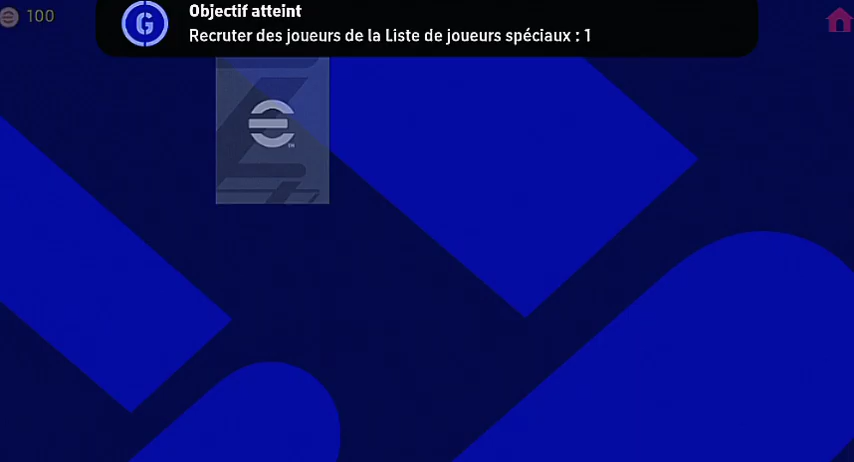 100
Objectif atteint
Recruter des joueurs de la Liste de joueurs spéciaux : 1